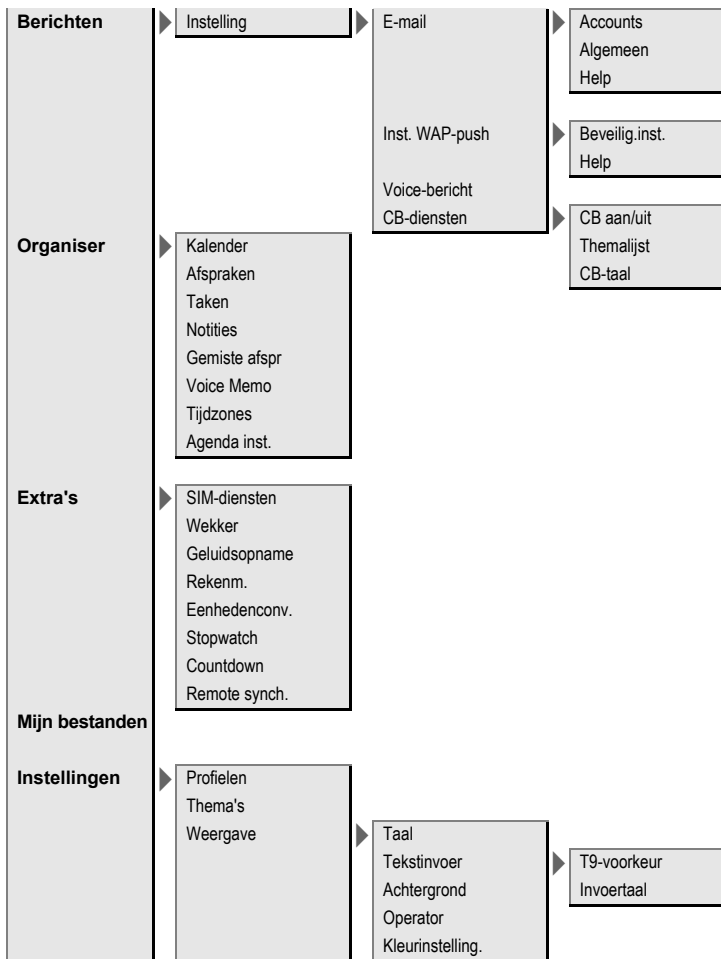 Berichten Instelling E-mail Accounts
Algemeen
Help
Inst. WAP-push Beveilig.inst.
Help
Voice-bericht
CB-diensten CB aan/uit
Organiser Kalender Themalijst
Afspraken CB-taal
Taken
Notities
Gemiste afspr
Voice Memo
Tijdzones
Agenda inst.
Extra's SIM-diensten
Wekker
Geluidsopname
Rekenm.
Eenhedenconv.
Stopwatch
Countdown
Remote synch.
Mijn bestanden
Instellingen Profielen
Thema's
Weergave Taal
Tekstinvoer T9-voorkeur
Achtergrond Invoertaal
Operator
Kleurinstelling.